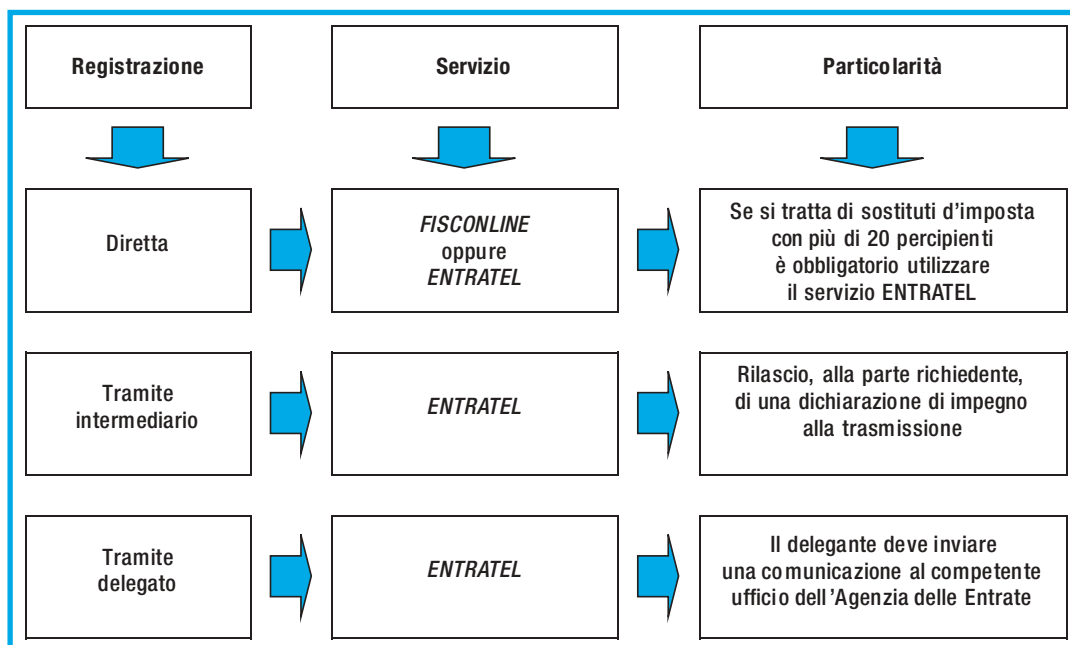 Registrazione
Servizio
Particolarità
Diretta
FISCONLINE
oppure
ENTRATEL
Se si tratta di sostituti d'imposta
con più di 20 percipienti
è obbligatorio utilizzare
il servizio ENTRATEL
Tramite
intermediario
ENTRATEL
Rilascio, alla parte richiedente,
di una dichiarazione di impegno
alla trasmissione
Tramite
delegato
ENTRATEL
Il delegante deve inviare
una comunicazione al competente
ufficio dell'Agenzia delle Entrate